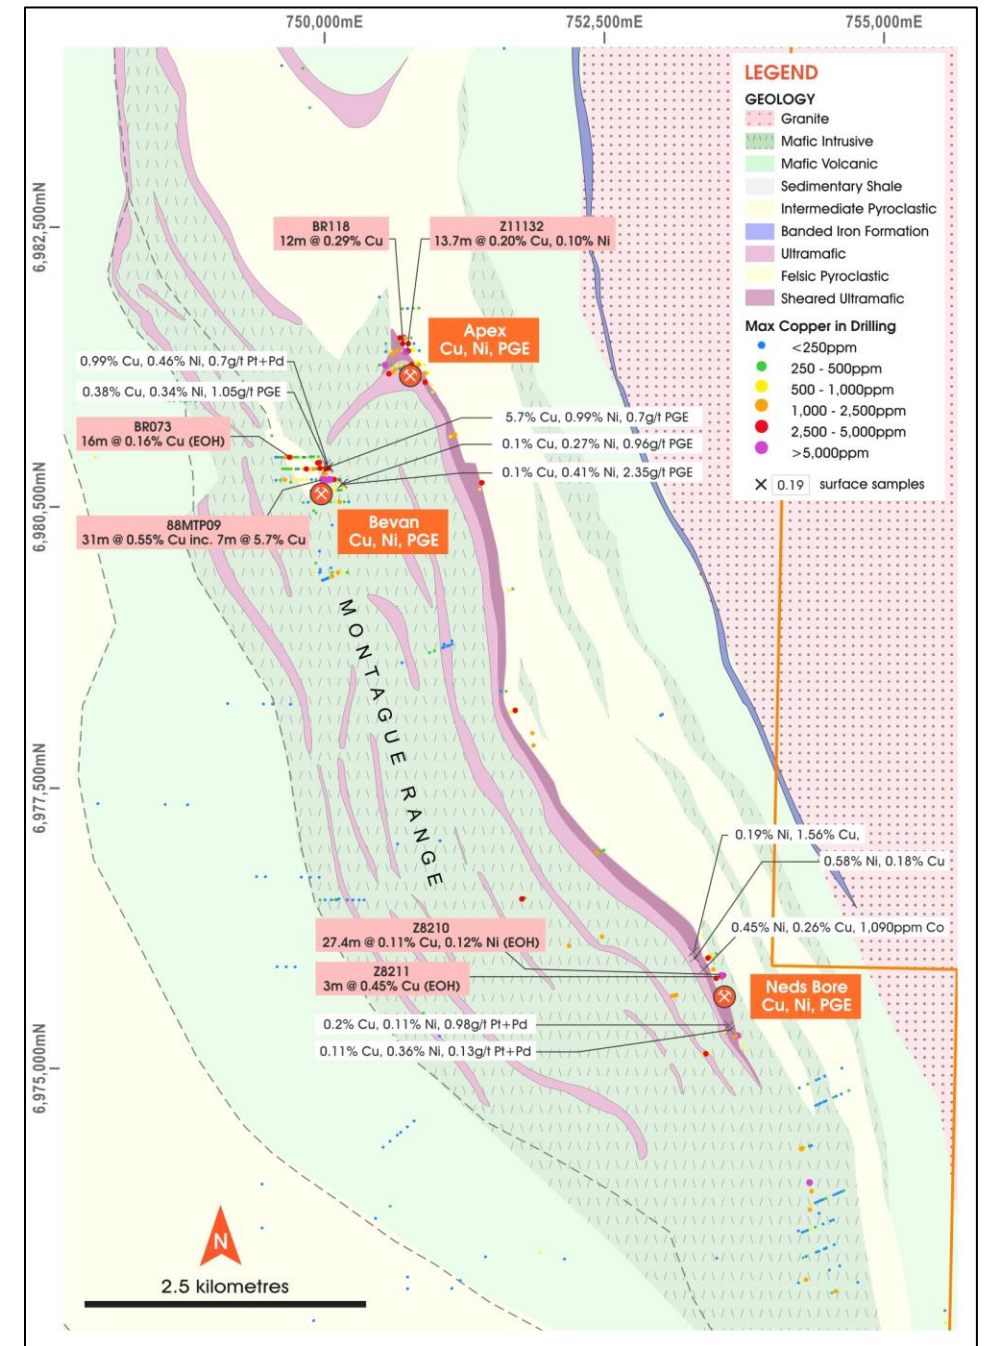 750,000mE
752,500mE
755,000mE
6,982,500mN
6,980,500mN
6,977,500mN
6,975,000mN
LEGEND
GEOLOGY
Granite
Mafic Intrusive
Mafic Volcanic
Sedimentary Shale
Intermediate Pyroclastic
Banded Iron Formation
Ultramafic
Felsic Pyroclastic
Sheared Ultramafic
Max Copper in Drilling
<250ppm
250 - 500ppm
500 - 1,000ppm
1,000 - 2,500ppm
2,500 - 5,000ppm
>5,000ppm
0.19 surface samples
BR118
12m @ 0.29% Cu
Z11132
13.7m @ 0.20% Cu, 0.10% Ni
Apex
Cu, Ni, PGE
0.99% Cu, 0.46% Ni, 0.7g/t Pt+Pd
0.38% Cu, 0.34% Ni, 1.05g/t PGE
BR073
16m @ 0.16% Cu (EOH)
5.7% Cu, 0.99% Ni, 0.7g/t PGE
0.1% Cu, 0.27% Ni, 0.96g/t PGE
0.1% Cu, 0.41% Ni, 2.35g/t PGE
88MTP09
31m @ 0.55% Cu inc. 7m @ 5.7% Cu
Bevan
Cu, Ni, PGE
MONTAGUE RANGE
0.19% Ni, 1.56% Cu,
0.58% Ni, 0.18% Cu
0.45% Ni, 0.26% Cu, 1,090ppm Co
Z8210
27.4m @ 0.11% Cu, 0.12% Ni (EOH)
Z8211
3m @ 0.45% Cu (EOH)
Neds Bore
Cu, Ni, PGE
0.2% Cu, 0.11% Ni, 0.98g/t Pt+Pd
0.11% Cu, 0.36% Ni, 0.13g/t Pt+Pd
N
2.5 kilometres